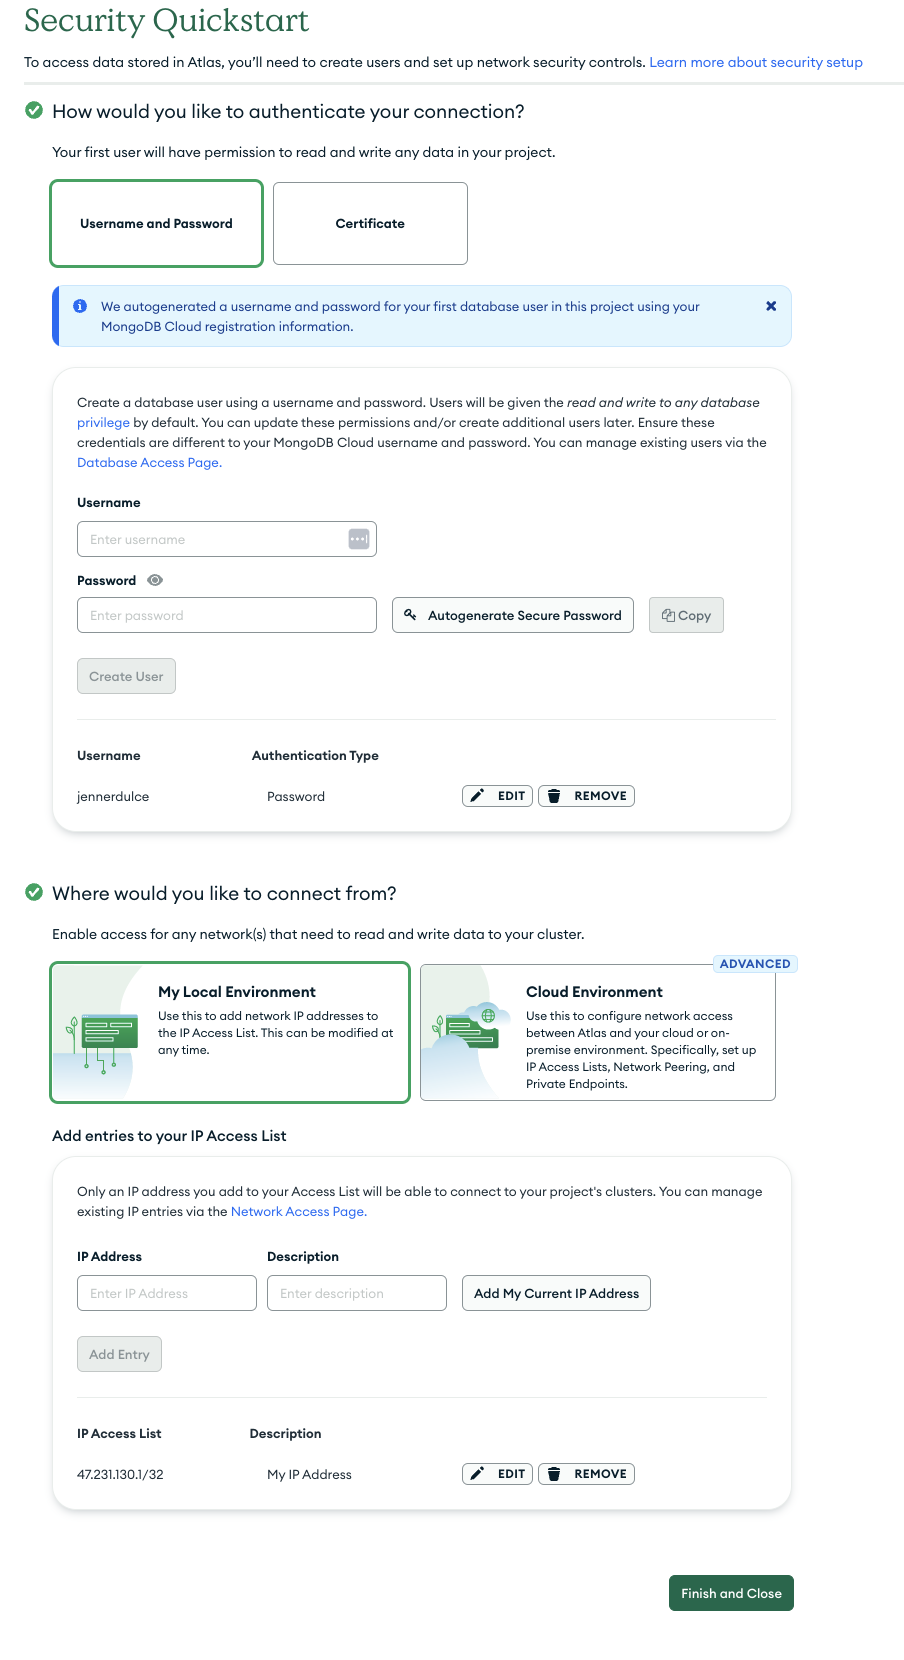 Security Quickstart
To access data stored in Atlas, you'll need to create users and set up network security controls. Learn more about security setup
How would you like to authenticate your connection?
Your first user will have permission to read and write any data in your project.
Username and Password
Certificate
We autogenerated a username and password for your first database user in this project using your
MongoDB Cloud registration information.
Create a database user using a username and password. Users will be given the read and write to any database
privilege by default. You can update these permissions and/or create additional users later. Ensure these
credentials are different to your MongoDB Cloud username and password. You can manage existing users via the
Database Access Page.
Username
Enter username
Password
Enter password
Autogenerate Secure Password
Copy
Create User
Username Authentication Type
jennerdulce Password EDIT REMOVE
Where would you like to connect from?
Enable access for any network(s) that need to read and write data to your cluster.
My Local Environment
Use this to add network IP addresses to
the IP Access List. This can be modified at
any time.
ADVANCED
Cloud Environment
Use this to configure network access
between Atlas and your cloud or on-
premise environment. Specifically, set up
IP Access Lists, Network Peering, and
Private Endpoints.
Add entries to your IP Access List
Only an IP address you add to your Access List will be able to connect to your project's clusters. You can manage
existing IP entries via the Network Access Page.
IP Address Description
Enter IP Address Enter description Add My Current IP Address
Add Entry
IP Access List Description
47.231.130.1/32 My IP Address EDIT REMOVE
Finish and Close